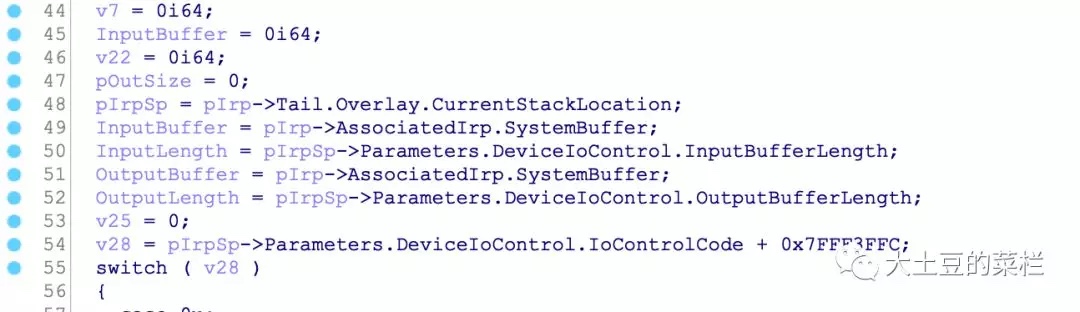 44 v7 = 0i64;
45 InputBuffer = 0i64;
46 v22 = 0i64;
47 pOutSize = 0;
48 pIrpSp = pIrp->Tail.Overlay.CurrentStackLocation;
49 InputBuffer = pIrp->AssociatedIrp.SystemBuffer;
50 InputLength = pIrpSp->Parameters.DeviceIoControl.InputBufferLength;
51 OutputBuffer = pIrp->AssociatedIrp.SystemBuffer;
52 OutputLength = pIrpSp->Parameters.DeviceIoControl.OutputBufferLength;
53 v25 = 0;
54 v28 = pIrpSp->Parameters.DeviceIoControl.IoControlCode + 0x7FFF3FFC;
55 switch ( v28 )
大土豆的菜栏
56 {